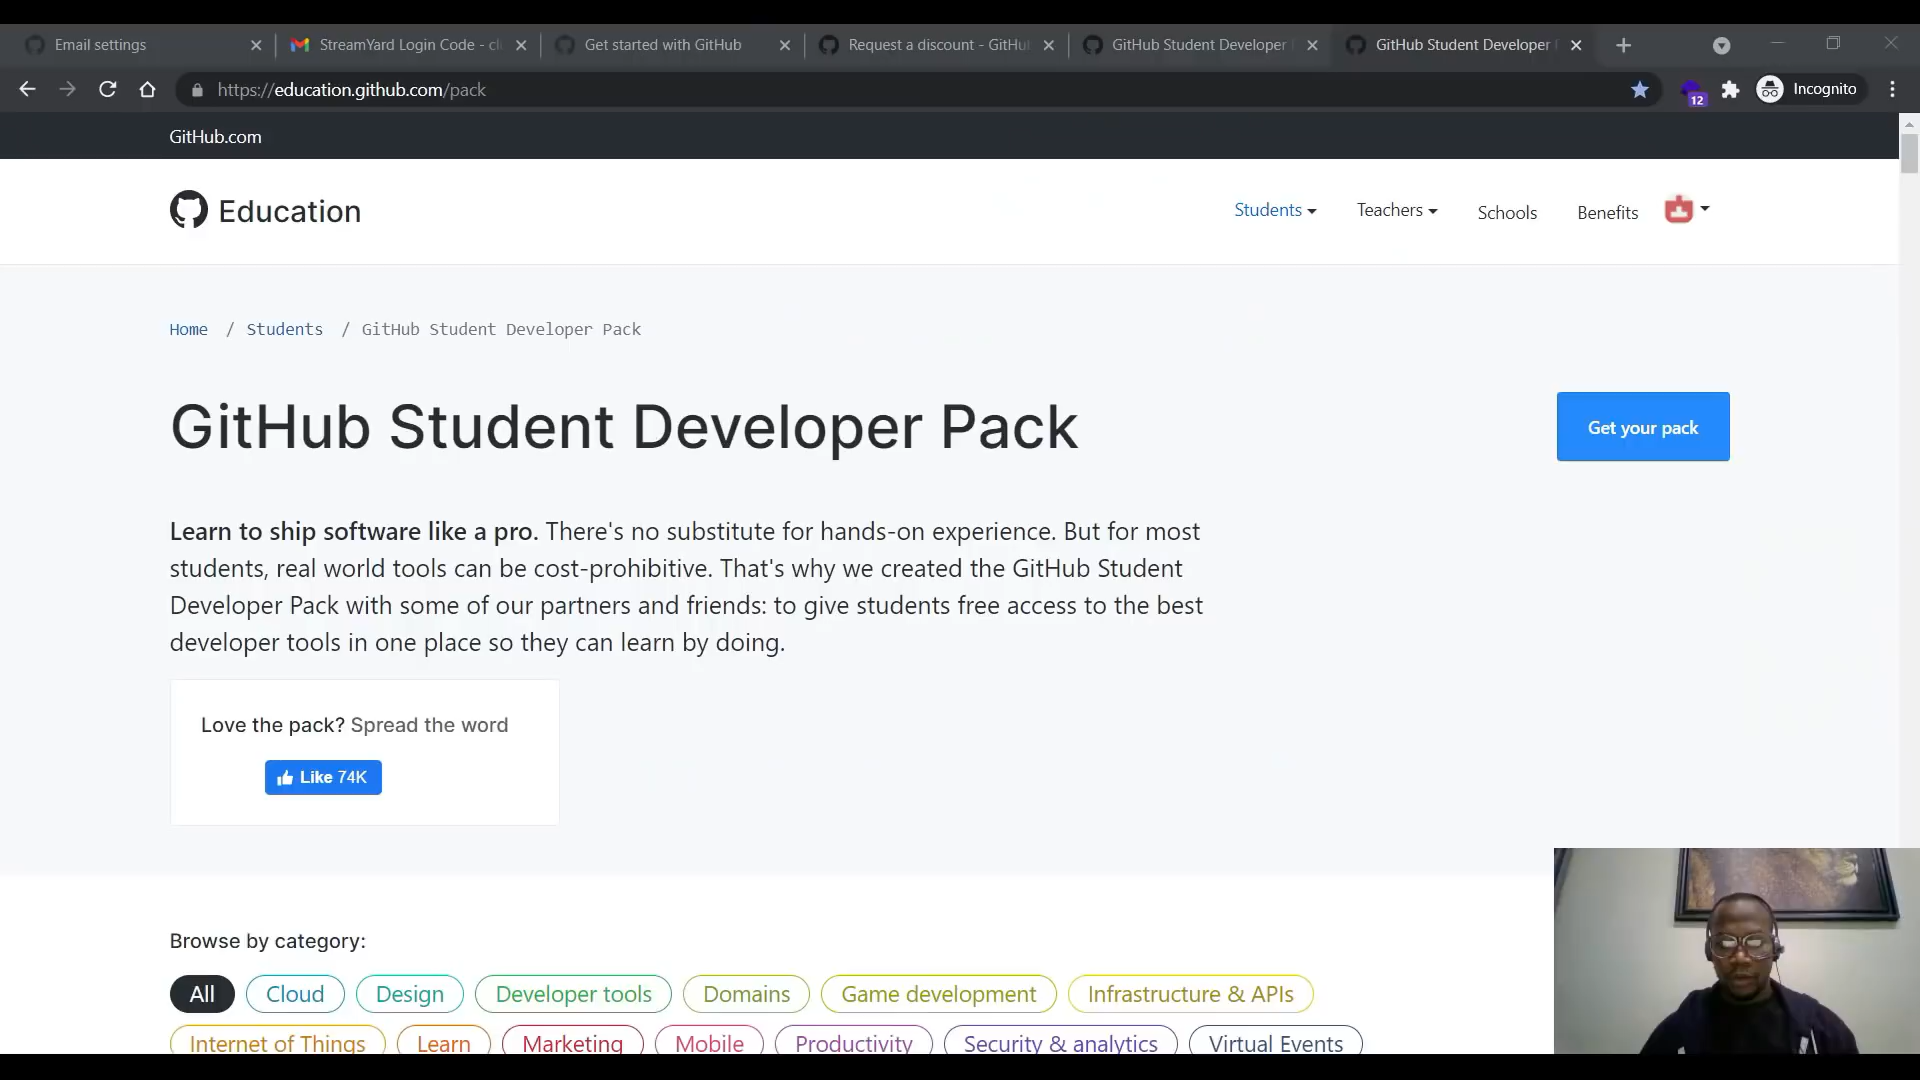 Email settings
StreamYard Login Code - cl
Get started with GitHub
Request a discount - GitHu
GitHub Student Developer
GitHub Student Developer
https://education.github.com/pack
12
Incognito
GitHub.com
Education
Students
Teachers
Schools
Benefits
Home / Students / GitHub Student Developer Pack
GitHub Student Developer Pack
Get your pack
Learn to ship software like a pro. There's no substitute for hands-on experience. But for most
students, real world tools can be cost-prohibitive. That's why we created the GitHub Student
Developer Pack with some of our partners and friends: to give students free access to the best
developer tools in one place so they can learn by doing.
Love the pack? Spread the word
Like 74K
Browse by category:
All Cloud Design Developer tools Domains Game development Infrastructure & APIs
Internet of Things Learn Marketing Mobile Productivity Security & analytics Virtual Events